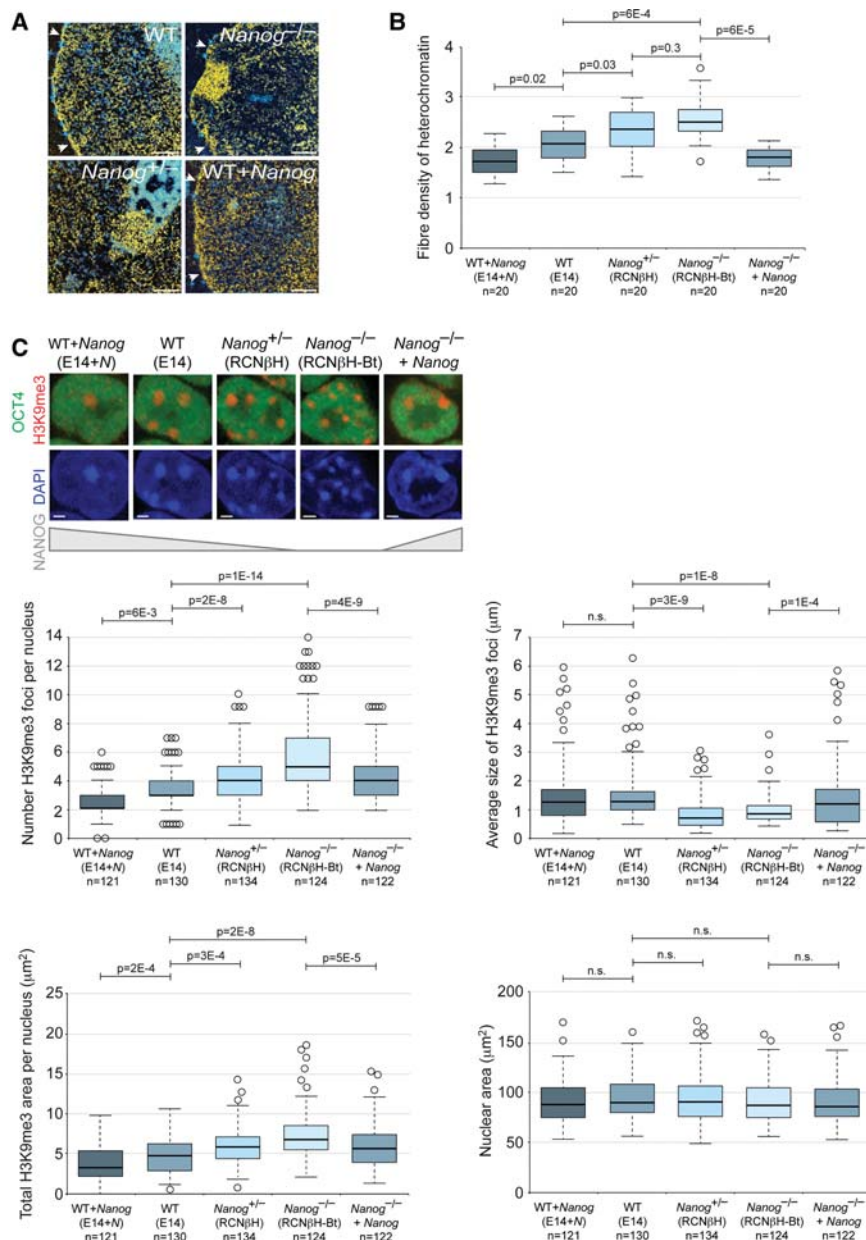 A
WT
Nanog–/–
Nanog+/–
WT+Nanog
B
Fibre density of heterochromatin
p=6E-4
p=6E-5
p=0.3
p=0.03
p=0.02
4
3
2
1
0
WT+Nanog (E14+N) n=20
WT (E14) n=20
Nanog+/– (RCNβH) n=20
Nanog–/– (RCNβH-Bt) n=20
Nanog–/– + Nanog n=20
C
WT+Nanog (E14+N)
WT (E14)
Nanog+/– (RCNβH)
Nanog–/– (RCNβH-Bt)
Nanog–/– + Nanog
OCT4
H3K9me3
DAPI
NANOG
Number H3K9me3 foci per nucleus
p=1E-14
p=2E-8
p=4E-9
p=6E-3
14
12
10
8
6
4
2
0
WT+Nanog (E14+N) n=121
WT (E14) n=130
Nanog+/– (RCNβH) n=134
Nanog–/– (RCNβH-Bt) n=124
Nanog–/– + Nanog n=122
Average size of H3K9me3 foci (μm)
p=1E-8
n.s.
p=3E-9
p=1E-4
7
6
5
4
3
2
1
0
WT+Nanog (E14+N) n=121
WT (E14) n=130
Nanog+/– (RCNβH) n=134
Nanog–/– (RCNβH-Bt) n=124
Nanog–/– + Nanog n=122
Total H3K9me3 area per nucleus (μm²)
p=2E-8
p=3E-4
p=2E-4
p=5E-5
25
20
15
10
5
0
WT+Nanog (E14+N) n=121
WT (E14) n=130
Nanog+/– (RCNβH) n=134
Nanog–/– (RCNβH-Bt) n=124
Nanog–/– + Nanog n=122
Nuclear area (μm²)
n.s.
n.s.
n.s.
n.s.
200
150
100
50
0
WT+Nanog (E14+N) n=121
WT (E14) n=130
Nanog+/– (RCNβH) n=134
Nanog–/– (RCNβH-Bt) n=124
Nanog–/– + Nanog n=122